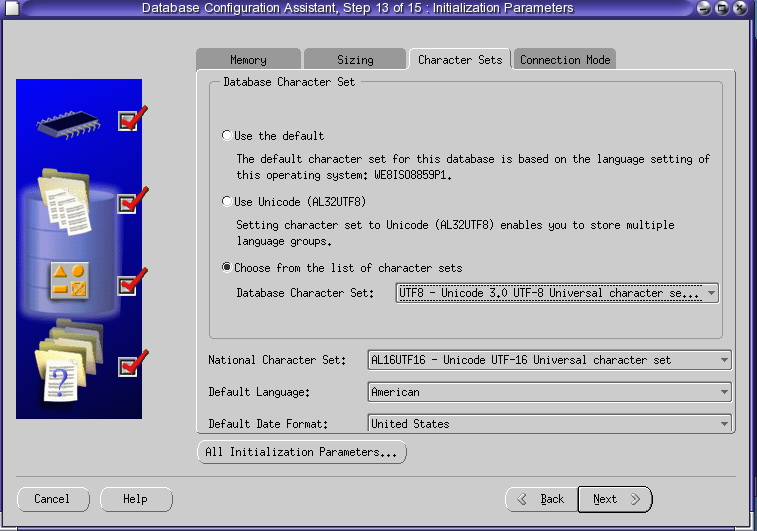 Database Configuration Assistant, Step 13 of 15 : Initialization Parameters
Memory
Sizing
Character Sets
Connection Mode
Database Character Set
Use the default
The default character set for this database is based on the language setting of
this operating system: WE8ISO8859P1.
Use Unicode (AL32UTF8)
Setting character set to Unicode (AL32UTF8) enables you to store multiple
language groups.
Choose from the list of character sets
Database Character Set:
UTF8 - Unicode 3.0 UTF-8 Universal character se...
National Character Set:
AL16UTF16 - Unicode UTF-16 Universal character set
Default Language:
American
Default Date Format:
United States
All Initialization Parameters...
Cancel
Help
Back
Next
?